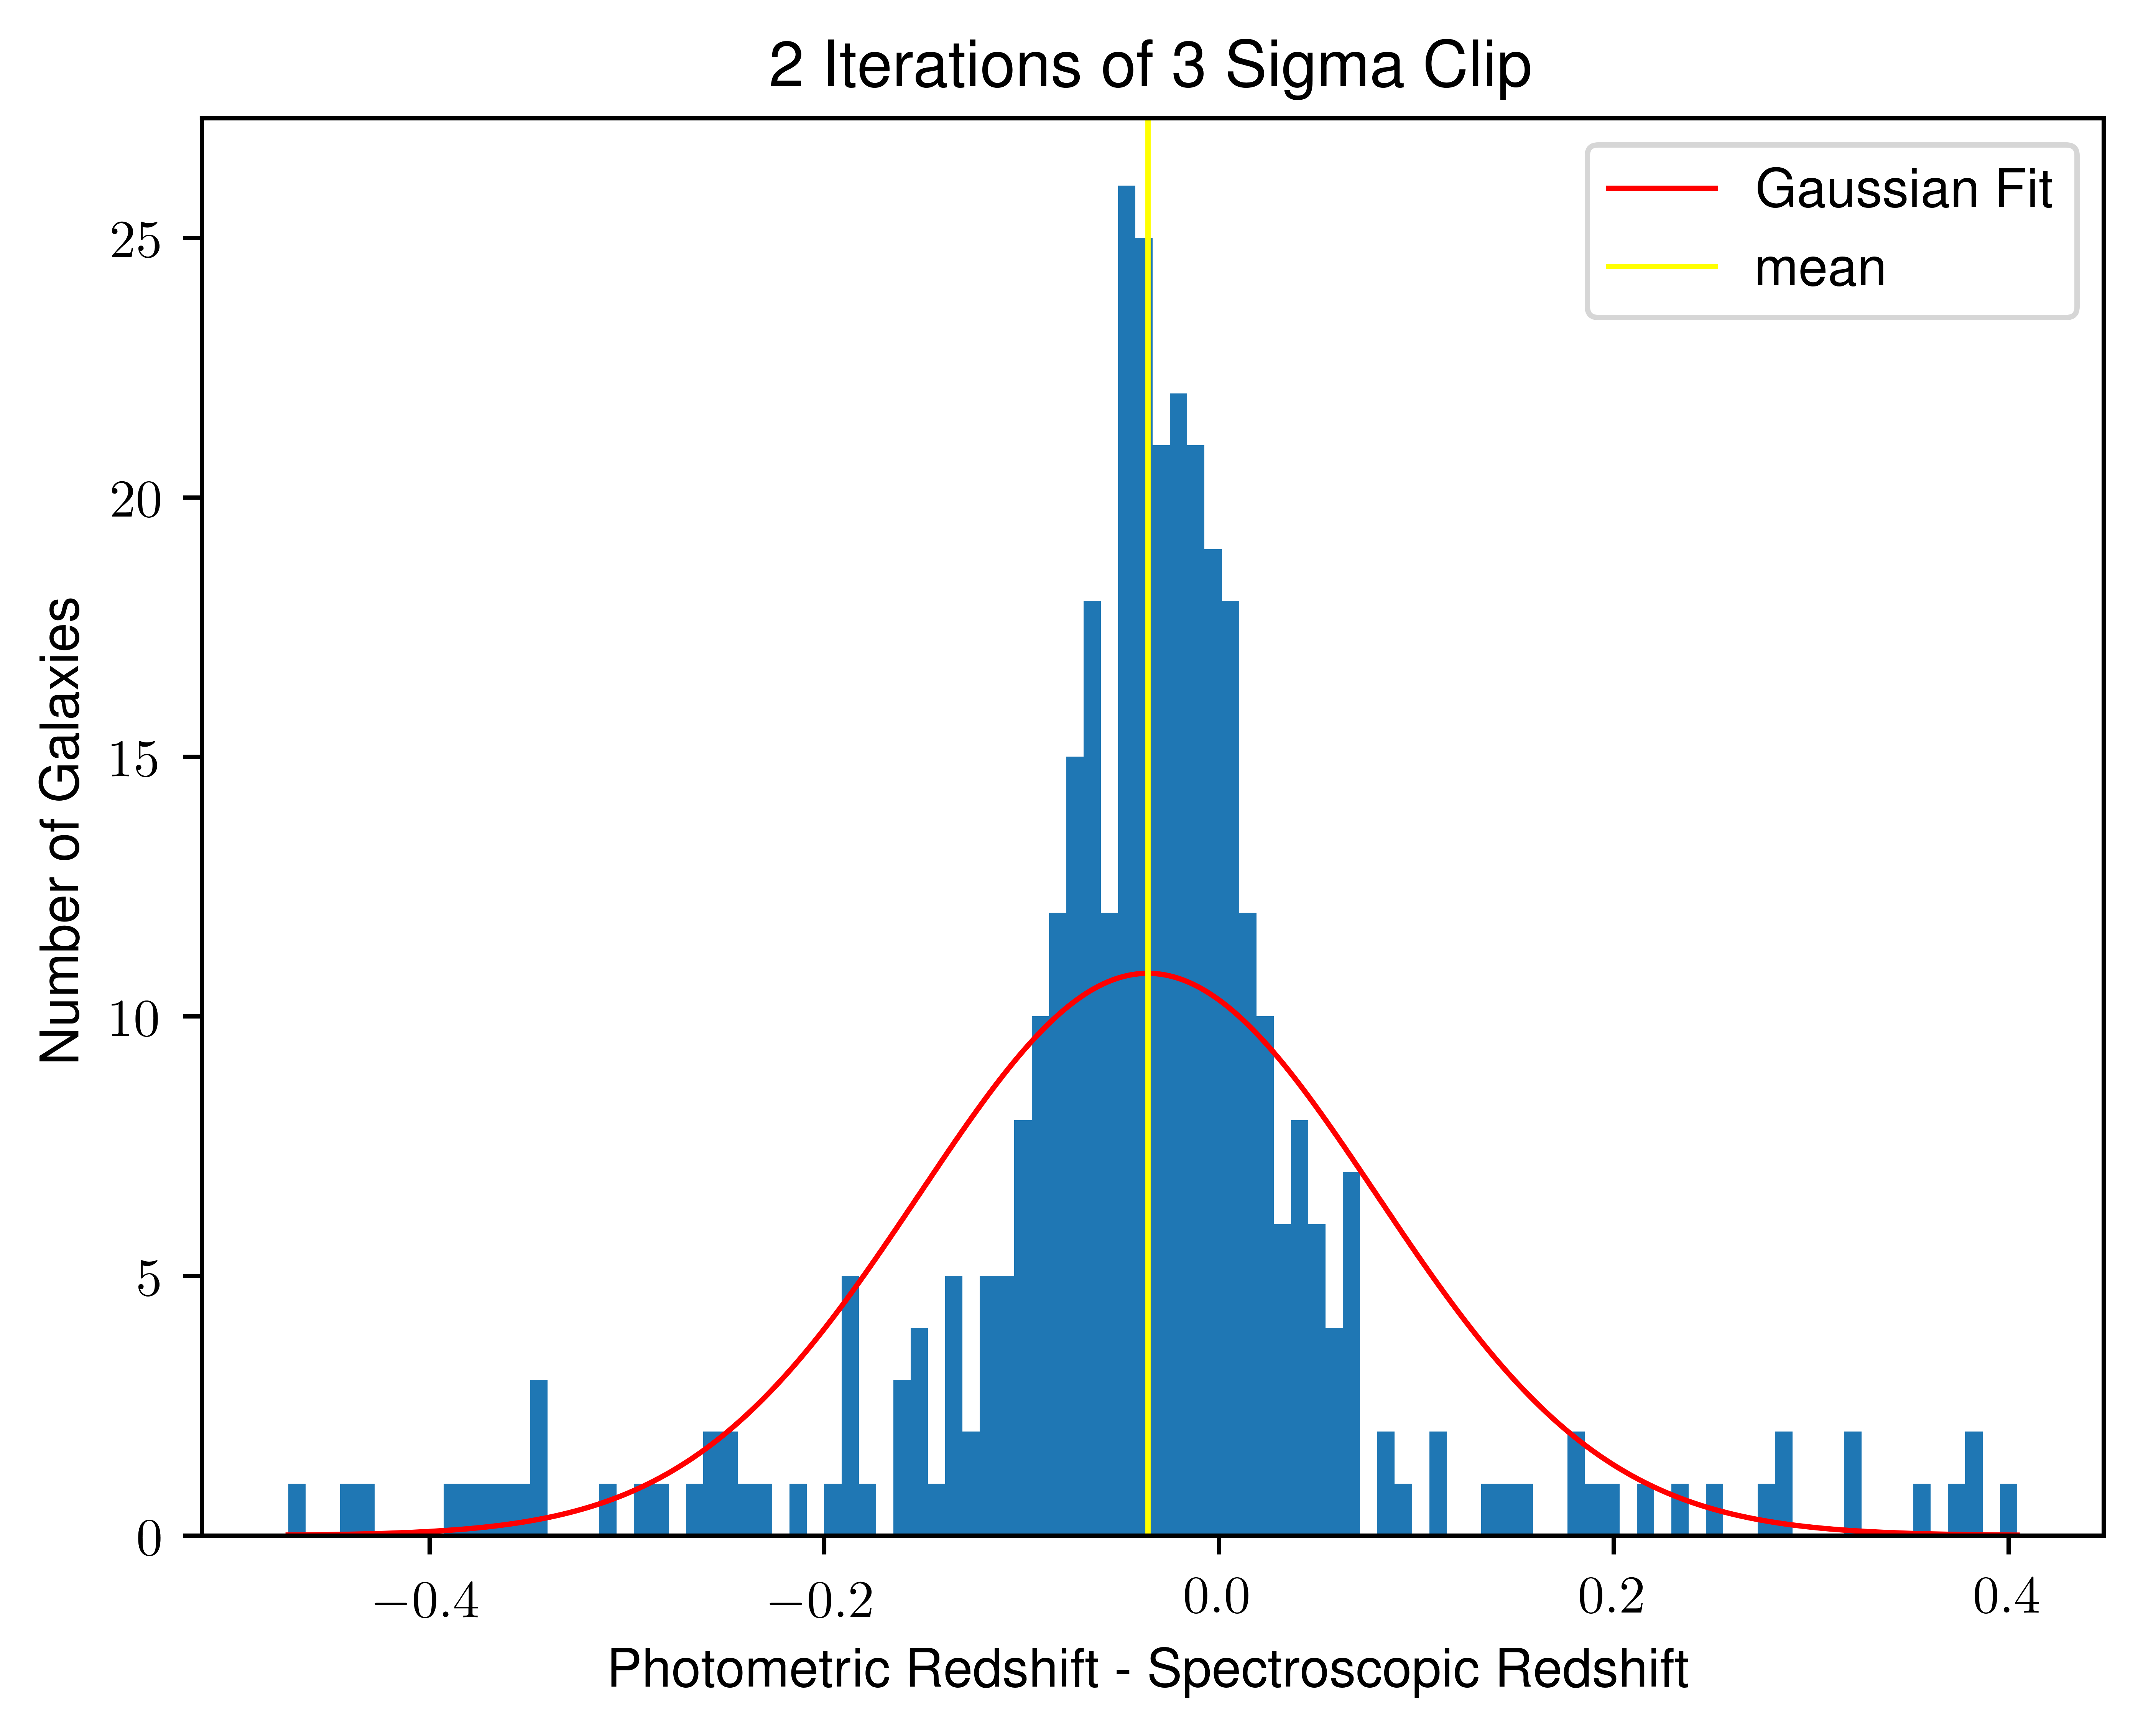 2 Iterations of 3 Sigma Clip
Gaussian Fit
mean
25
20
15
10
5
0
Number of Galaxies
−0.4
−0.2
0.0
0.2
0.4
Photometric Redshift - Spectroscopic Redshift